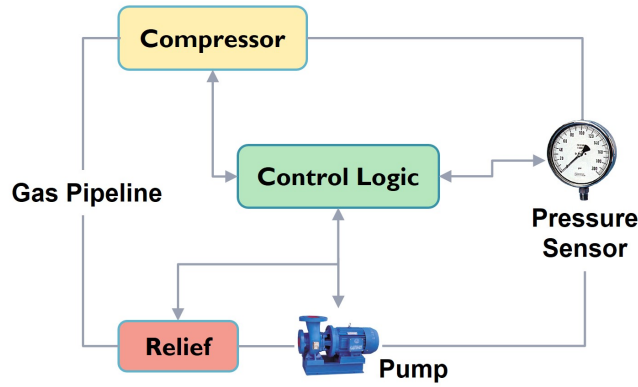 Compressor
Control Logic
Gas Pipeline
Pressure
Sensor
Relief
Pump